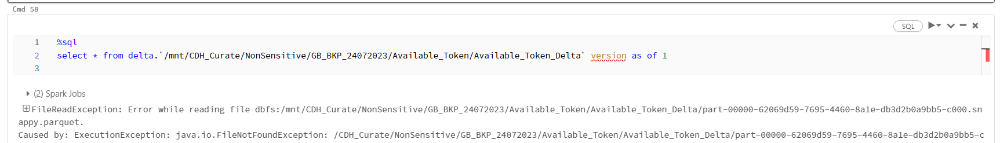 Cmd 58
SQL
1 %sql
2 select * from delta.`/mnt/CDH_Curate/NonSensitive/GB_BKP_24072023/Available_Token/Available_Token_Delta` version as of 1
3
(2) Spark Jobs
FileReadException: Error while reading file dbfs:/mnt/CDH_Curate/NonSensitive/GB_BKP_24072023/Available_Token/Available_Token_Delta/part-00000-62069d59-7695-4460-8a1e-db3d2b0a9bb5-c000.sn
appy.parquet.
Caused by: ExecutionException: java.io.FileNotFoundException: /CDH_Curate/NonSensitive/GB_BKP_24072023/Available_Token/Available_Token_Delta/part-00000-62069d59-7695-4460-8a1e-db3d2b0a9bb5-c